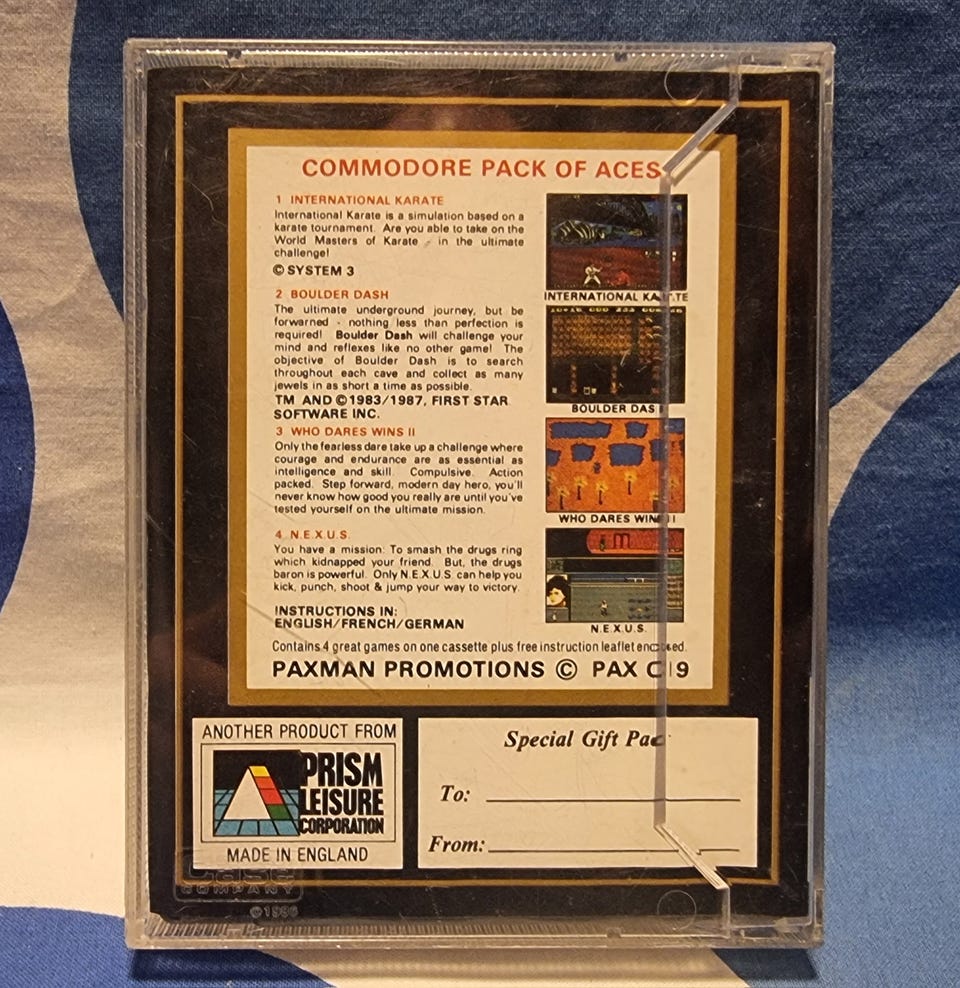 COMMODORE PACK OF ACES
1 INTERNATIONAL KARATE
International Karate is a simulation based on a
karate tournament. Are you able to take on the
World Masters of Karate - in the ultimate
challenge!
© SYSTEM 3
INTERNATIONAL KARATE
2 BOULDER DASH
The ultimate underground journey, but be
forwarned - nothing less than perfection is
required! Boulder Dash will challenge your
mind and reflexes like no other game! The
objective of Boulder Dash is to search
throughout each cave and collect as many
jewels in as short a time as possible.
TM AND © 1983/1987, FIRST STAR
SOFTWARE INC.
BOULDER DASH
3 WHO DARES WINS II
Only the fearless dare take up a challenge where
courage and endurance are as essential as
intelligence and skill. Compulsive. Action
packed. Step forward, modern day hero, you'll
never know how good you really are until you've
tested yourself on the ultimate mission.
WHO DARES WINS II
4 N.E.X.U.S.
You have a mission: To smash the drugs ring
which kidnapped your friend. But, the drugs
baron is powerful. Only N.E.X.U.S. can help you
kick, punch, shoot & jump your way to victory.
N.E.X.U.S.
INSTRUCTIONS IN:
ENGLISH/FRENCH/GERMAN
Contains 4 great games on one cassette plus free instruction leaflet enclosed.
PAXMAN PROMOTIONS © PAX C 19
ANOTHER PRODUCT FROM
PRISM
LEISURE
CORPORATION
MADE IN ENGLAND
Special Gift Pack
To:
From:
CASE
COMPANY
© 1986